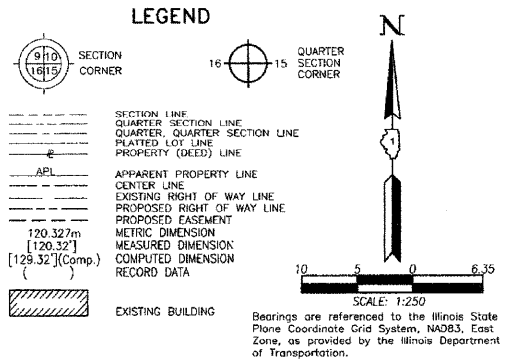 LEGEND
N
9 10
16 15
SECTION
CORNER
16 15
QUARTER
SECTION
CORNER
SECTION LINE
QUARTER SECTION LINE
QUARTER, QUARTER SECTION LINE
PLATTED LOT LINE
PROPERTY (DEED) LINE
APL APPARENT PROPERTY LINE
CENTER LINE
EXISTING RIGHT OF WAY LINE
PROPOSED RIGHT OF WAY LINE
PROPOSED EASEMENT
120.327m METRIC DIMENSION
[120.32'] MEASURED DIMENSION
[129.32'](Comp.) COMPUTED DIMENSION
( ) RECORD DATA
EXISTING BUILDING
1
10 5 0 6.35
SCALE: 1:250
Bearings are referenced to the Illinois State
Plane Coordinate Grid System, NAD83, East
Zone, as provided by the Illinois Department
of Transportation.